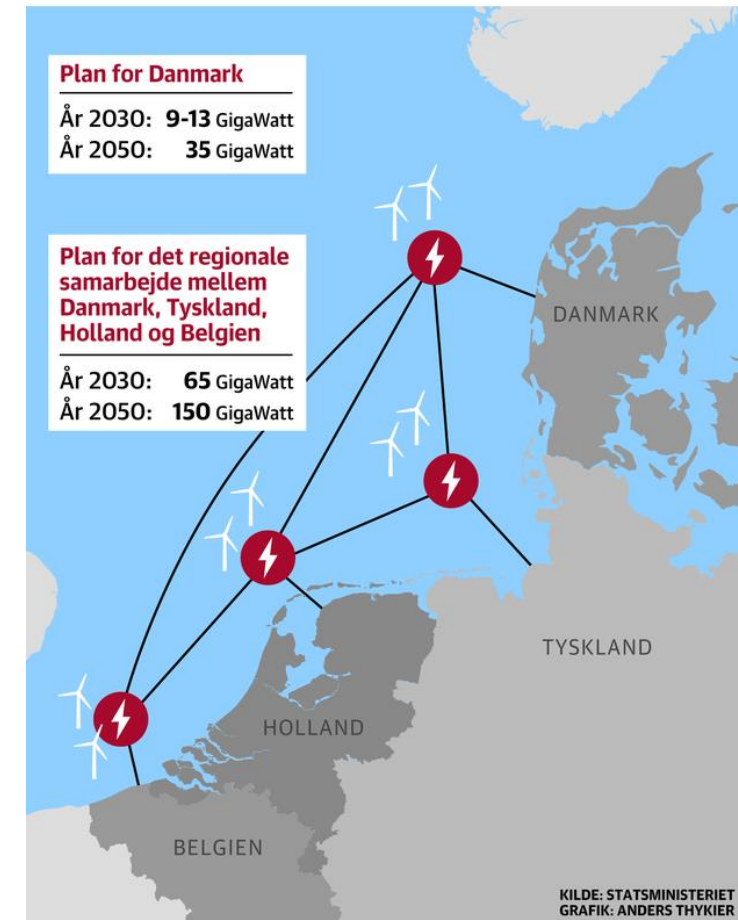 Plan for Danmark
År 2030: 9-13 GigaWatt
År 2050: 35 GigaWatt
Plan for det regionale
samarbejde mellem
Danmark, Tyskland,
Holland og Belgien
År 2030: 65 GigaWatt
År 2050: 150 GigaWatt
DANMARK
TYSKLAND
HOLLAND
BELGIEN
KILDE: STATSMINISTERIET
GRAFIK: ANDERS THYKIER